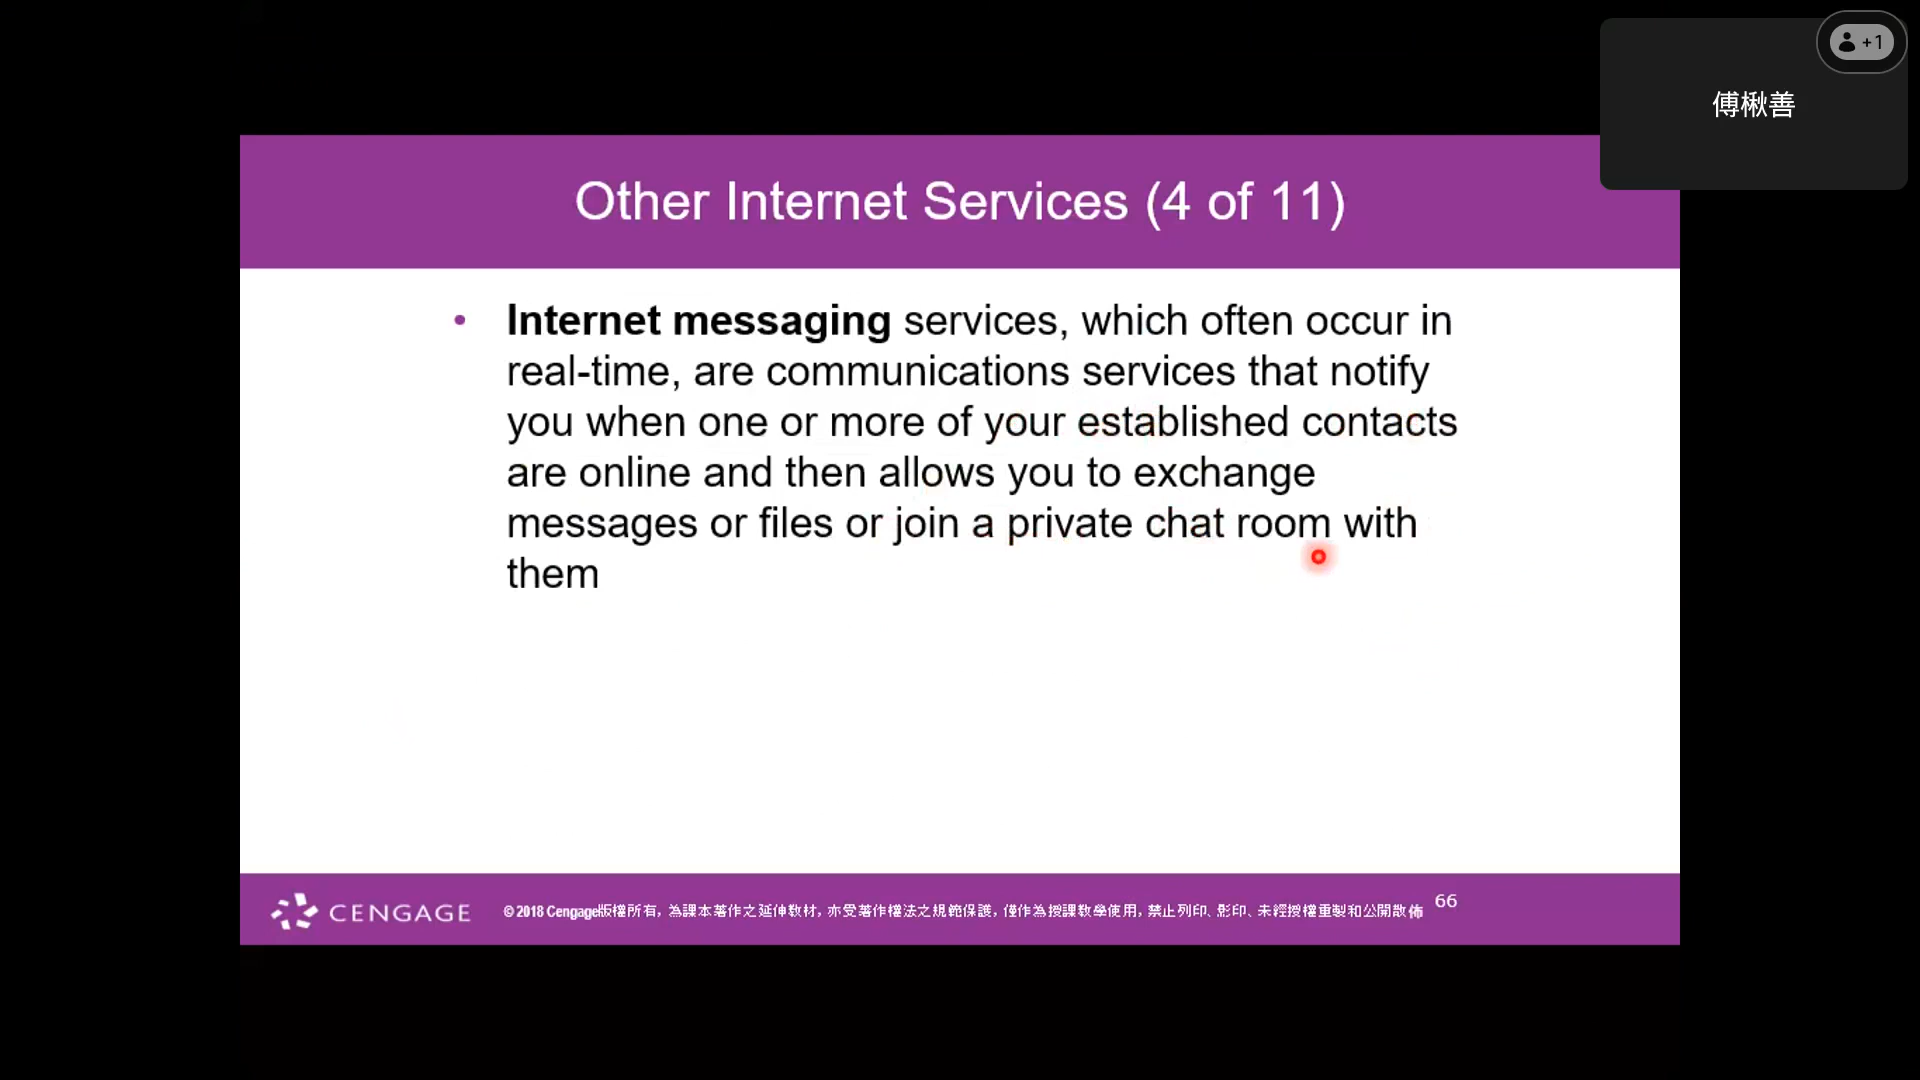 +1
傅楸善
Other Internet Services (4 of 11)
• Internet messaging services, which often occur in
real-time, are communications services that notify
you when one or more of your established contacts
are online and then allows you to exchange
messages or files or join a private chat room with
them
CENGAGE
© 2018 Cengage版權所有, 為課本著作之延伸教材, 亦受著作權法之規範保護, 僅作為授課教學使用, 禁止列印、影印、未經授權重製和公開散佈
66